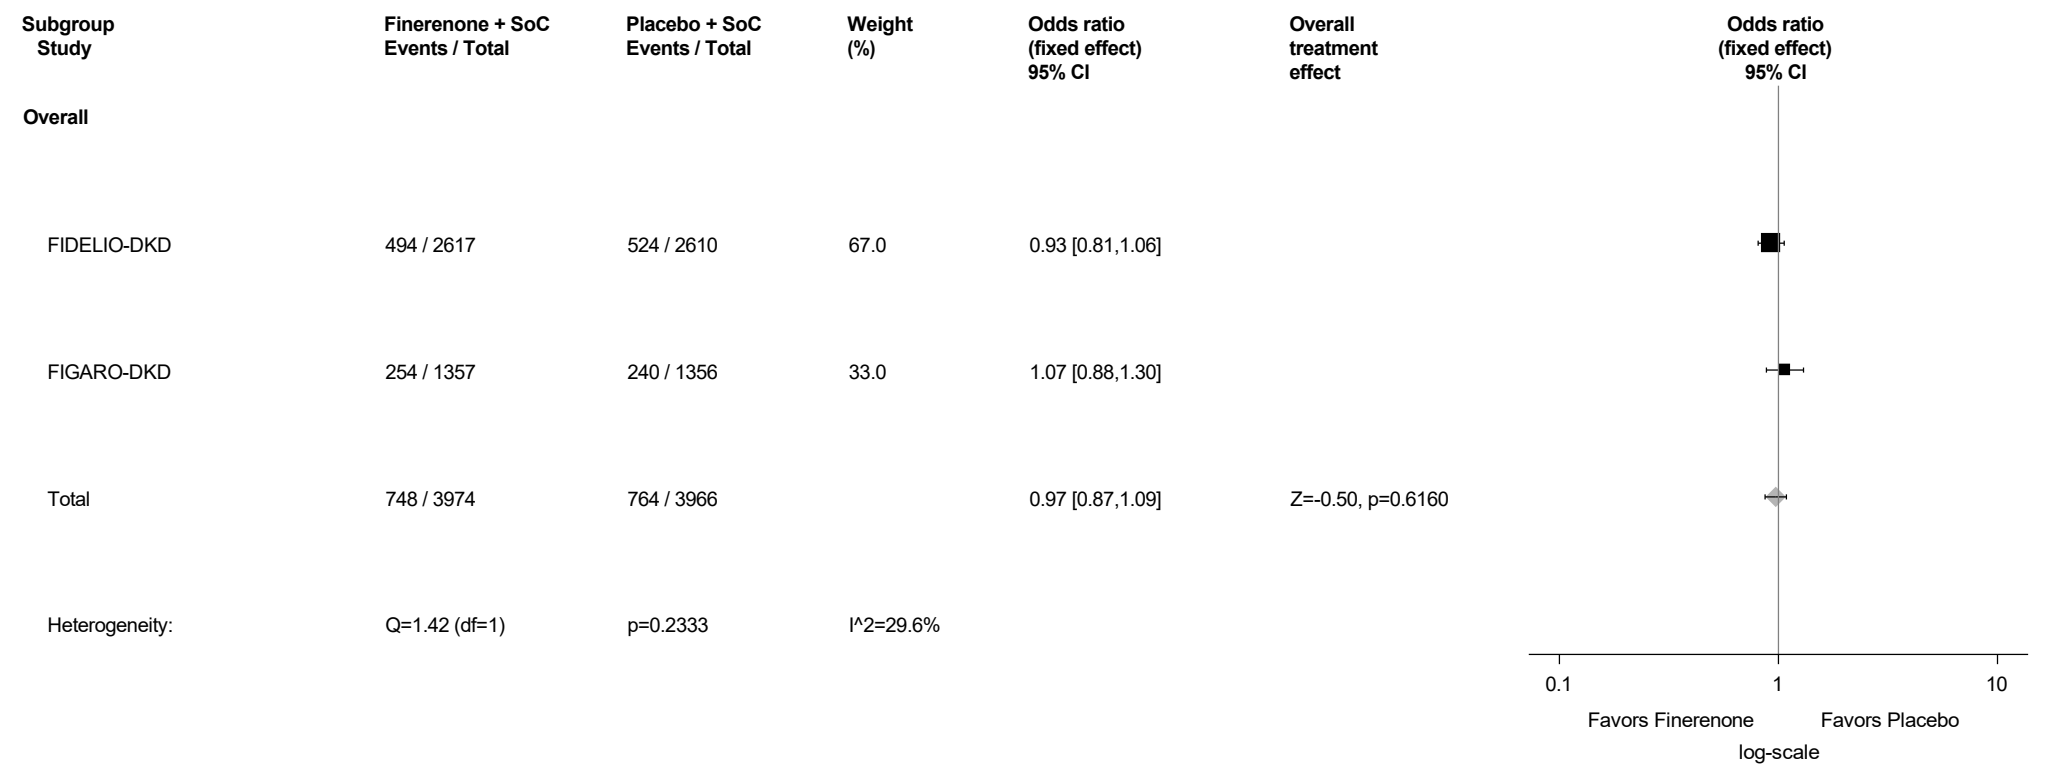 Subgroup Finerenone + SoC Placebo + SoC Weight Odds ratio Overall Odds ratio
Study Events / Total Events / Total (%) (fixed effect) treatment (fixed effect)
95% CI effect 95% CI
Overall
FIDELIO-DKD 494 / 2617 524 / 2610 67.0 0.93 [0.81,1.06]
FIGARO-DKD 254 / 1357 240 / 1356 33.0 1.07 [0.88,1.30]
Total 748 / 3974 764 / 3966 0.97 [0.87,1.09] Z=-0.50, p=0.6160
Heterogeneity: Q=1.42 (df=1) p=0.2333 I^2=29.6%
0.1 1 10
Favors Finerenone Favors Placebo
log-scale